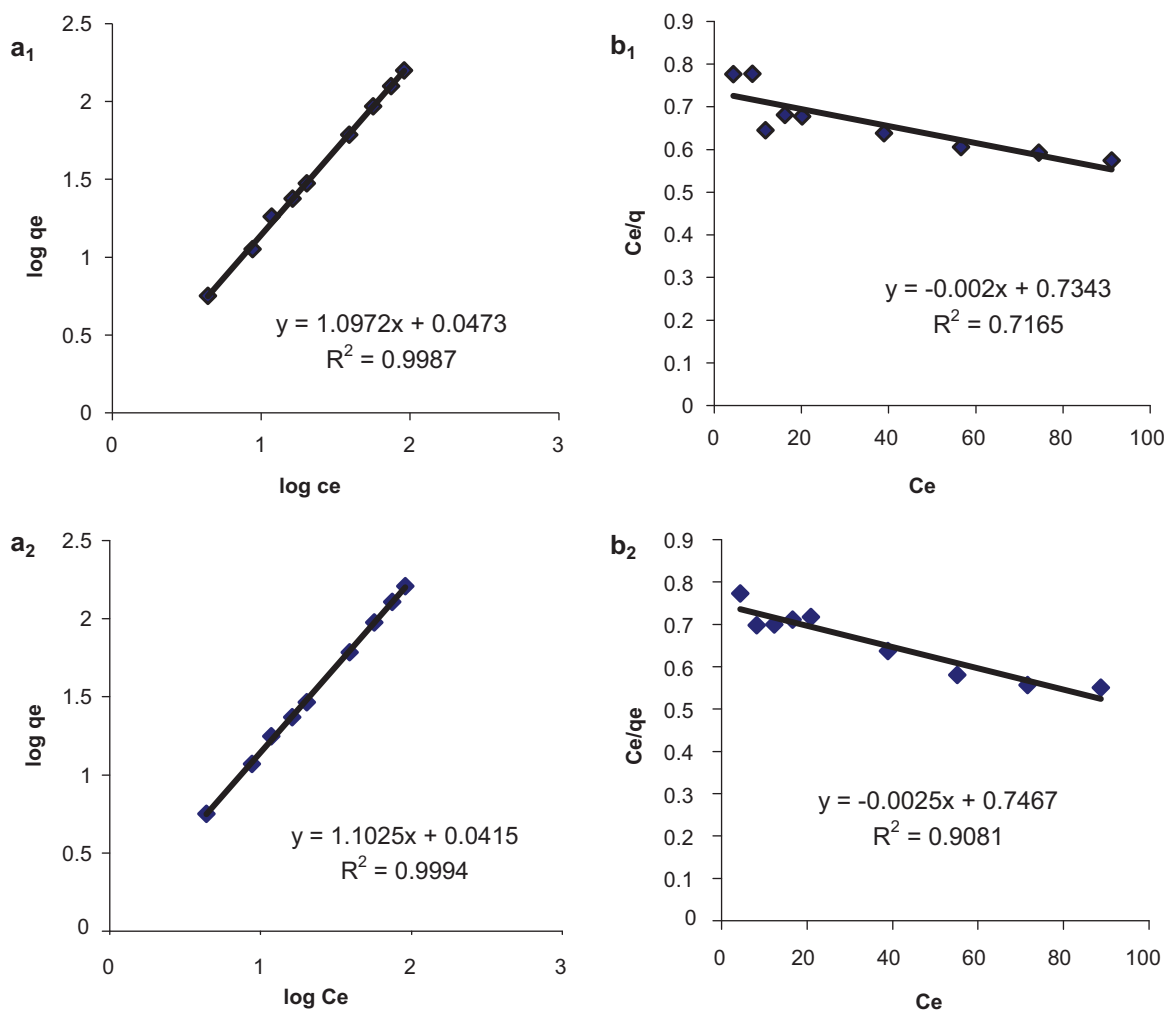 a1
2.5
2
1.5
1
0.5
0
log qe
y = 1.0972x + 0.0473
R2 = 0.9987
0 1 2 3
log ce
b1
0.9
0.8
0.7
0.6
0.5
0.4
0.3
0.2
0.1
0
Ce/q
y = -0.002x + 0.7343
R2 = 0.7165
0 20 40 60 80 100
Ce
a2
2.5
2
1.5
1
0.5
0
log qe
y = 1.1025x + 0.0415
R2 = 0.9994
0 1 2 3
log Ce
b2
0.9
0.8
0.7
0.6
0.5
0.4
0.3
0.2
0.1
0
Ce/qe
y = -0.0025x + 0.7467
R2 = 0.9081
0 20 40 60 80 100
Ce